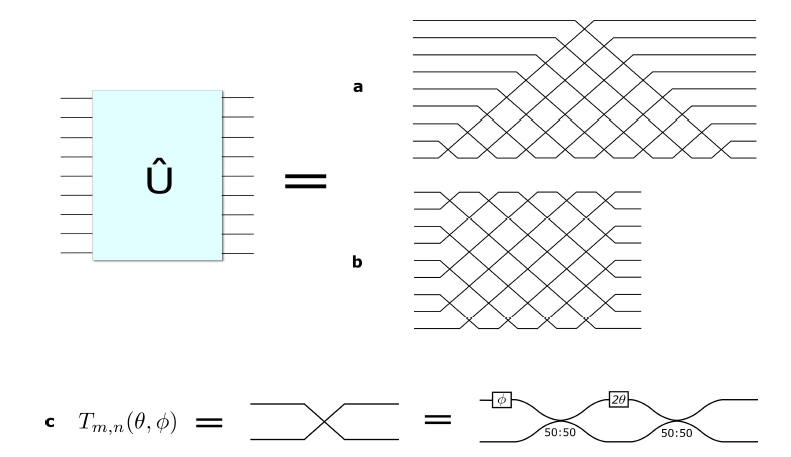 a
Û
=
b
c T_{m,n}(θ, ϕ) = = ϕ 2θ
50:50 50:50